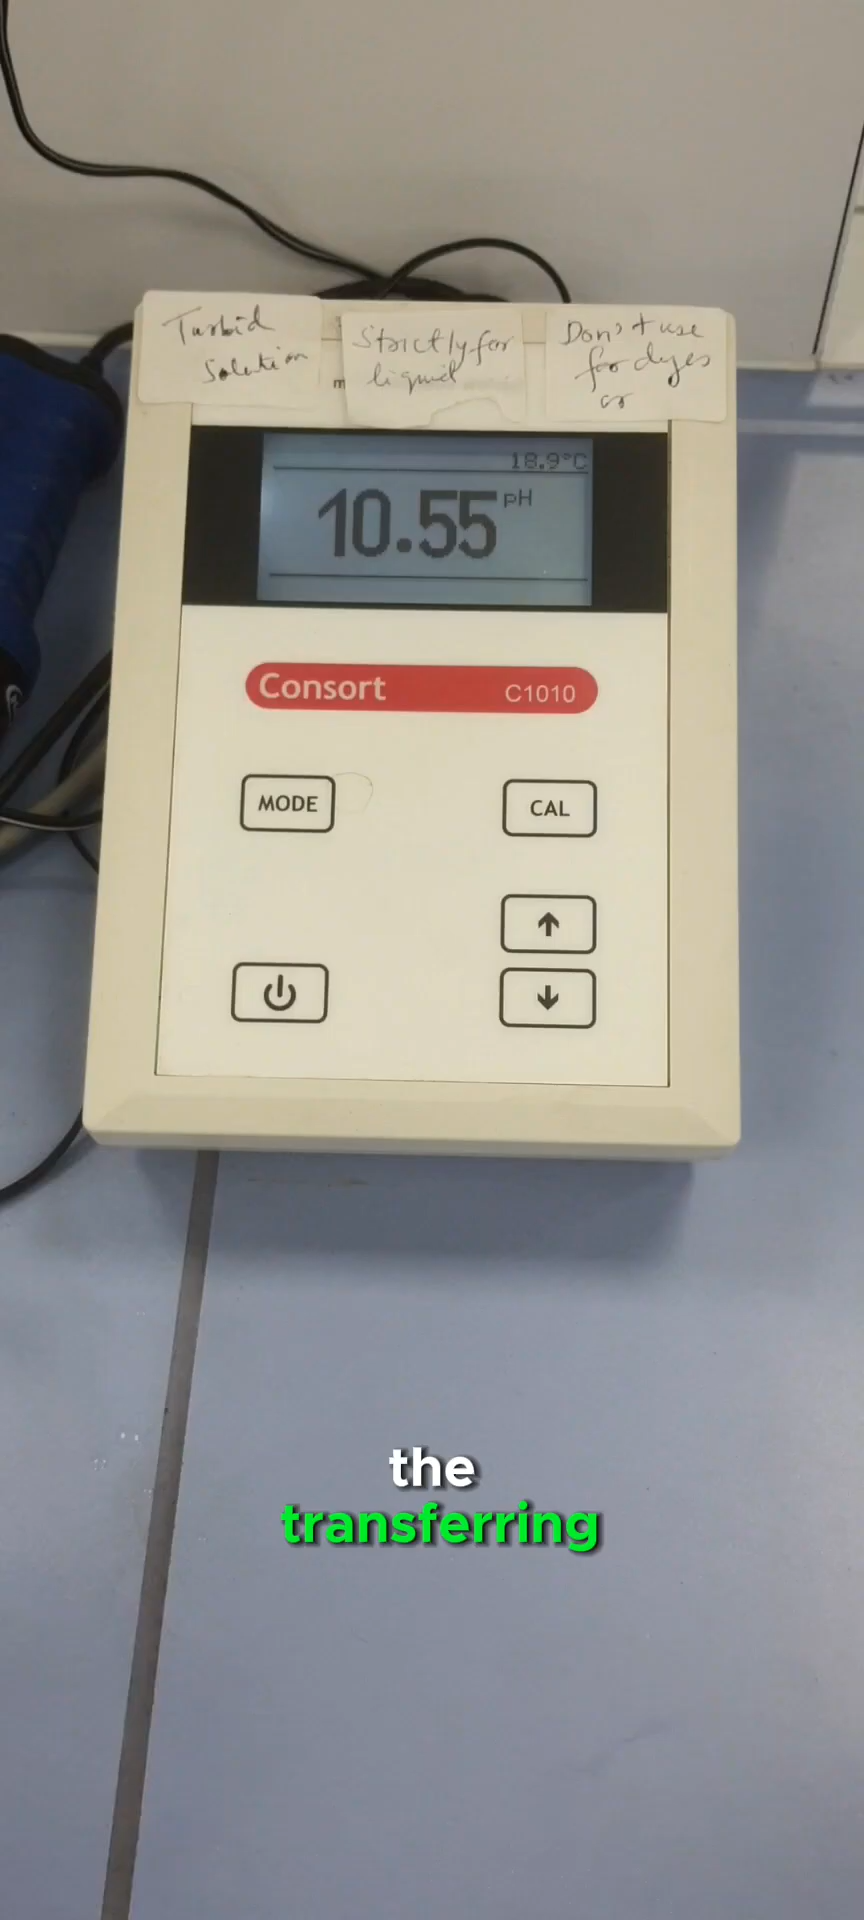 Turbid
Solution
Strictly for
liquid
Don't use
for dyes
or
m
18.9°C
10.55 pH
Consort C1010
MODE
CAL
the
transferring